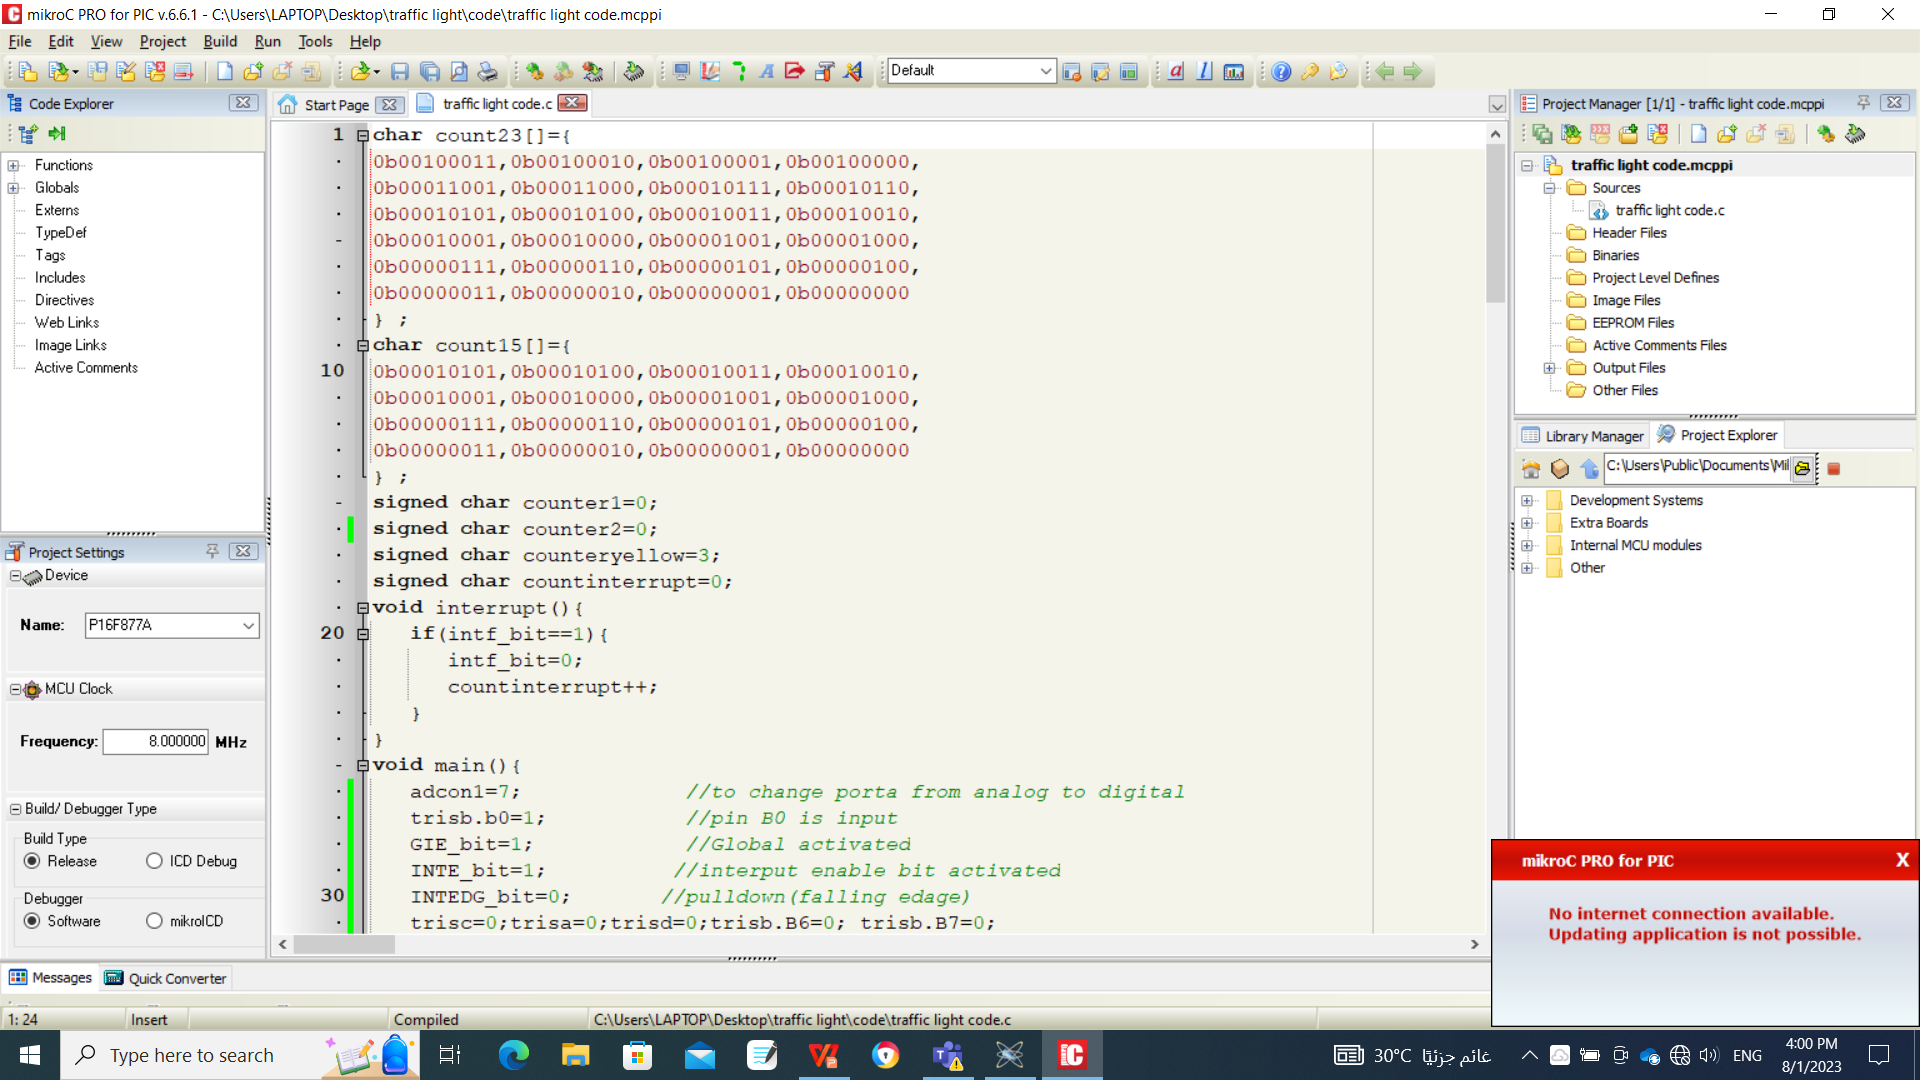 mikroC PRO for PIC v.6.6.1 - C:\Users\LAPTOP\Desktop\traffic light\code\traffic light code.mcppi
File Edit View Project Build Run Tools Help
Default
Code Explorer
Functions
Globals
Externs
TypeDef
Tags
Includes
Directives
Web Links
Image Links
Active Comments
Project Settings
Device
Name: P16F877A
MCU Clock
Frequency: 8.000000 MHz
Build/ Debugger Type
Build Type
Release ICD Debug
Debugger
Software mikroICD
Start Page traffic light code.c
1 char count23[]={
0b00100011,0b00100010,0b00100001,0b00100000,
0b00011001,0b00011000,0b00010111,0b00010110,
0b00010101,0b00010100,0b00010011,0b00010010,
0b00010001,0b00010000,0b00001001,0b00001000,
0b00000111,0b00000110,0b00000101,0b00000100,
0b00000011,0b00000010,0b00000001,0b00000000
} ;
char count15[]={
10 0b00010101,0b00010100,0b00010011,0b00010010,
0b00010001,0b00010000,0b00001001,0b00001000,
0b00000111,0b00000110,0b00000101,0b00000100,
0b00000011,0b00000010,0b00000001,0b00000000
} ;
signed char counter1=0;
signed char counter2=0;
signed char counteryellow=3;
signed char countinterrupt=0;
void interrupt(){
20 if(intf_bit==1){
intf_bit=0;
countinterrupt++;
}
}
void main(){
adcon1=7; //to change porta from analog to digital
trisb.b0=1; //pin B0 is input
GIE_bit=1; //Global activated
INTE_bit=1; //interput enable bit activated
30 INTEDG_bit=0; //pulldown(falling edage)
trisc=0;trisa=0;trisd=0;trisb.B6=0; trisb.B7=0;
Project Manager [1/1] - traffic light code.mcppi
traffic light code.mcppi
Sources
traffic light code.c
Header Files
Binaries
Project Level Defines
Image Files
EEPROM Files
Active Comments Files
Output Files
Other Files
Library Manager Project Explorer
C:\Users\Public\Documents\Mil
Development Systems
Extra Boards
Internal MCU modules
Other
mikroC PRO for PIC X
No internet connection available.
Updating application is not possible.
Messages Quick Converter
1: 24 Insert Compiled C:\Users\LAPTOP\Desktop\traffic light\code\traffic light code.c
Type here to search
30°C غائم جزئيًا
ENG
4:00 PM
8/1/2023